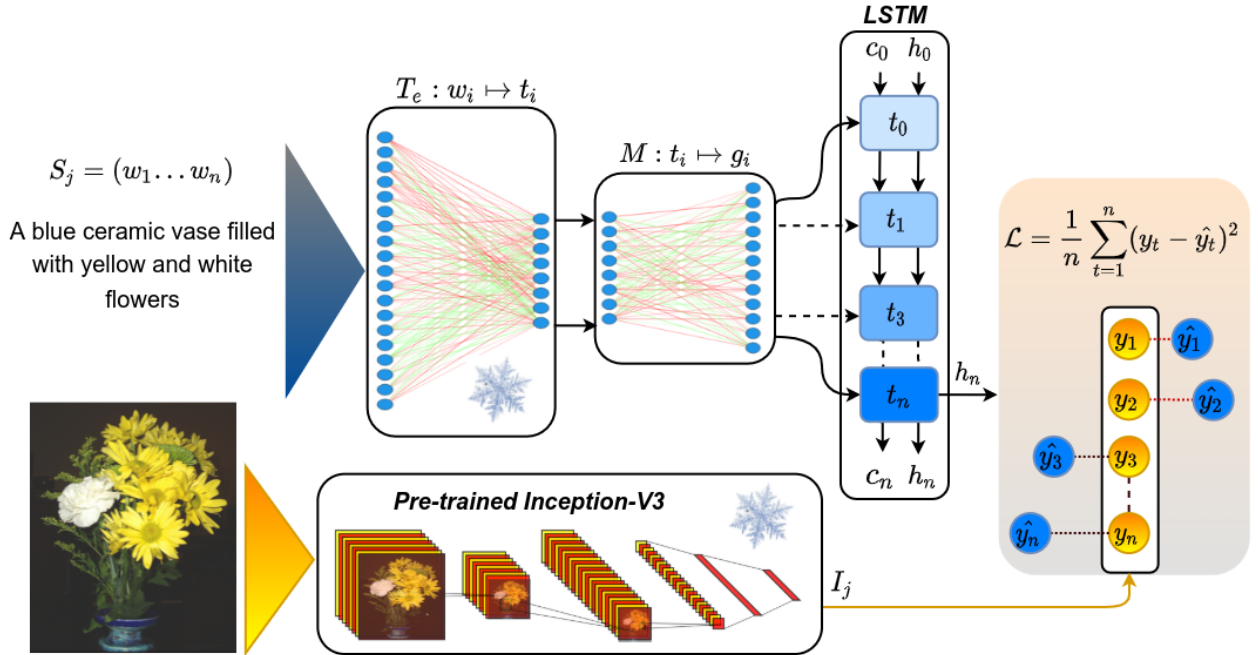 LSTM
c_0 h_0
T_e : w_i ↦ t_i
t_0
S_j = (w_1 … w_n)
M : t_i ↦ g_i
A blue ceramic vase filled
with yellow and white
flowers
t_1
ℒ = 1/n ∑_{t=1}^{n} (y_t − ŷ_t)^2
t_3
y_1 ŷ_1
t_n
h_n
y_2 ŷ_2
ŷ_3 y_3
c_n h_n
Pre-trained Inception-V3
ŷ_n y_n
I_j